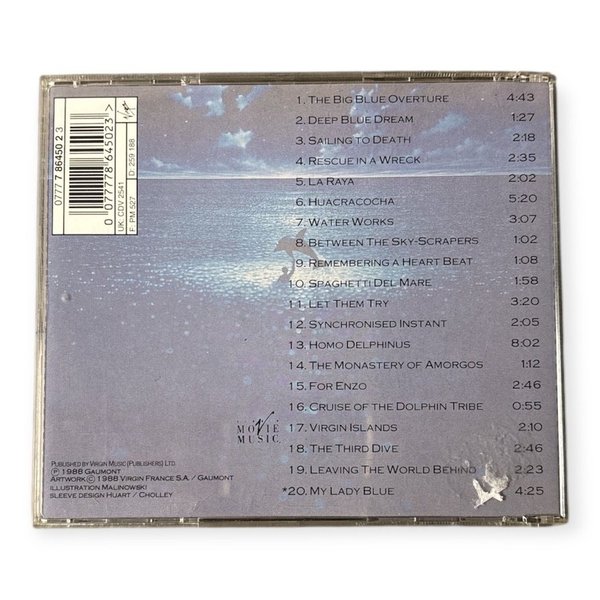 0777 7 86450 2 3
0 077778 645023 >
UK: CDV 2541
F: PM 527
D: 259 188
1. THE BIG BLUE OVERTURE 4:43
2. DEEP BLUE DREAM 1:27
3. SAILING TO DEATH 2:18
4. RESCUE IN A WRECK 2:35
5. LA RAYA 2:02
6. HUACRACOCHA 5:20
7. WATER WORKS 3:07
8. BETWEEN THE SKY-SCRAPERS 1:02
9. REMEMBERING A HEART BEAT 1:08
10. SPAGHETTI DEL MARE 1:58
11. LET THEM TRY 3:20
12. SYNCHRONISED INSTANT 2:05
13. HOMO DELPHINUS 8:02
14. THE MONASTERY OF AMORGOS 1:12
15. FOR ENZO 2:46
16. CRUISE OF THE DOLPHIN TRIBE 0:55
17. VIRGIN ISLANDS 2:10
18. THE THIRD DIVE 2:46
19. LEAVING THE WORLD BEHIND 2:23
*20. MY LADY BLUE 4:25
MOVIE
MUSIC
PUBLISHED BY VIRGIN MUSIC (PUBLISHERS) LTD.
Ⓟ 1988 GAUMONT
ARTWORK © 1988 VIRGIN FRANCE S.A. / GAUMONT
ILLUSTRATION MALINOWSKI
SLEEVE DESIGN HUART / CHOLLEY